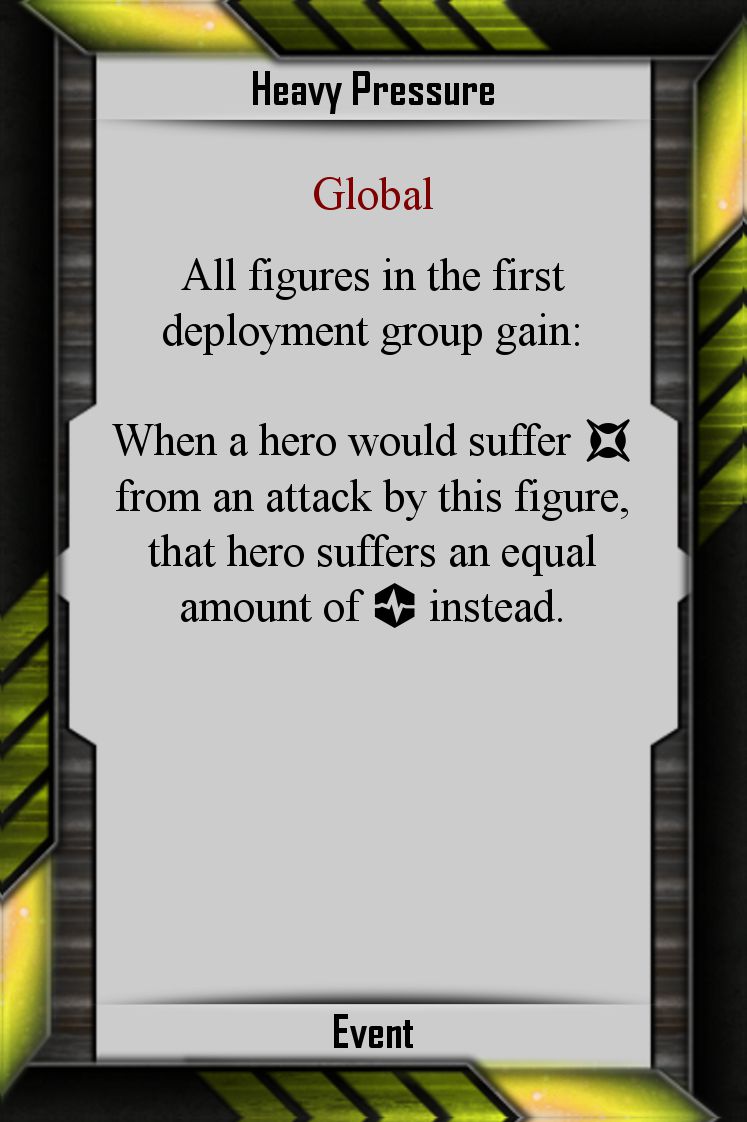 Heavy Pressure
Global
All figures in the first
deployment group gain:
When a hero would suffer
from an attack by this figure,
that hero suffers an equal
amount of instead.
Event